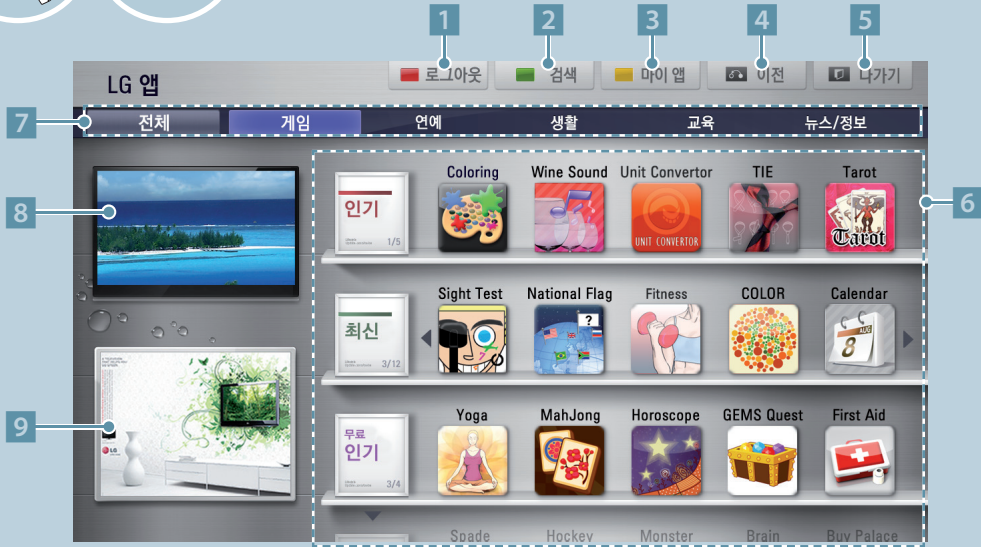 1 2 3 4 5
LG 앱
로그아웃 검색 마이 앱 이전 나가기
7
전체 게임 연예 생활 교육 뉴스/정보
6
8
인기
1/5
Coloring Wine Sound Unit Convertor TIE Tarot
UNIT CONVERTOR
Tarot
최신
3/12
Sight Test National Flag Fitness COLOR Calendar
?
7
AUG
8
9
LG
무료
인기
3/4
Yoga MahJong Horoscope GEMS Quest First Aid
Spade Hockey Monster Brain Buy Palace